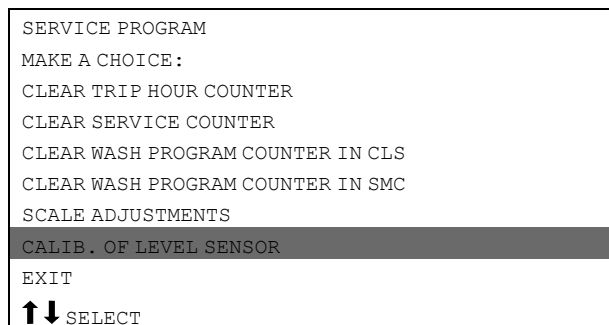 SERVICE PROGRAM
MAKE A CHOICE:
CLEAR TRIP HOUR COUNTER
CLEAR SERVICE COUNTER
CLEAR WASH PROGRAM COUNTER IN CLS
CLEAR WASH PROGRAM COUNTER IN SMC
SCALE ADJUSTMENTS
CALIB. OF LEVEL SENSOR
EXIT
⬆⬇ SELECT